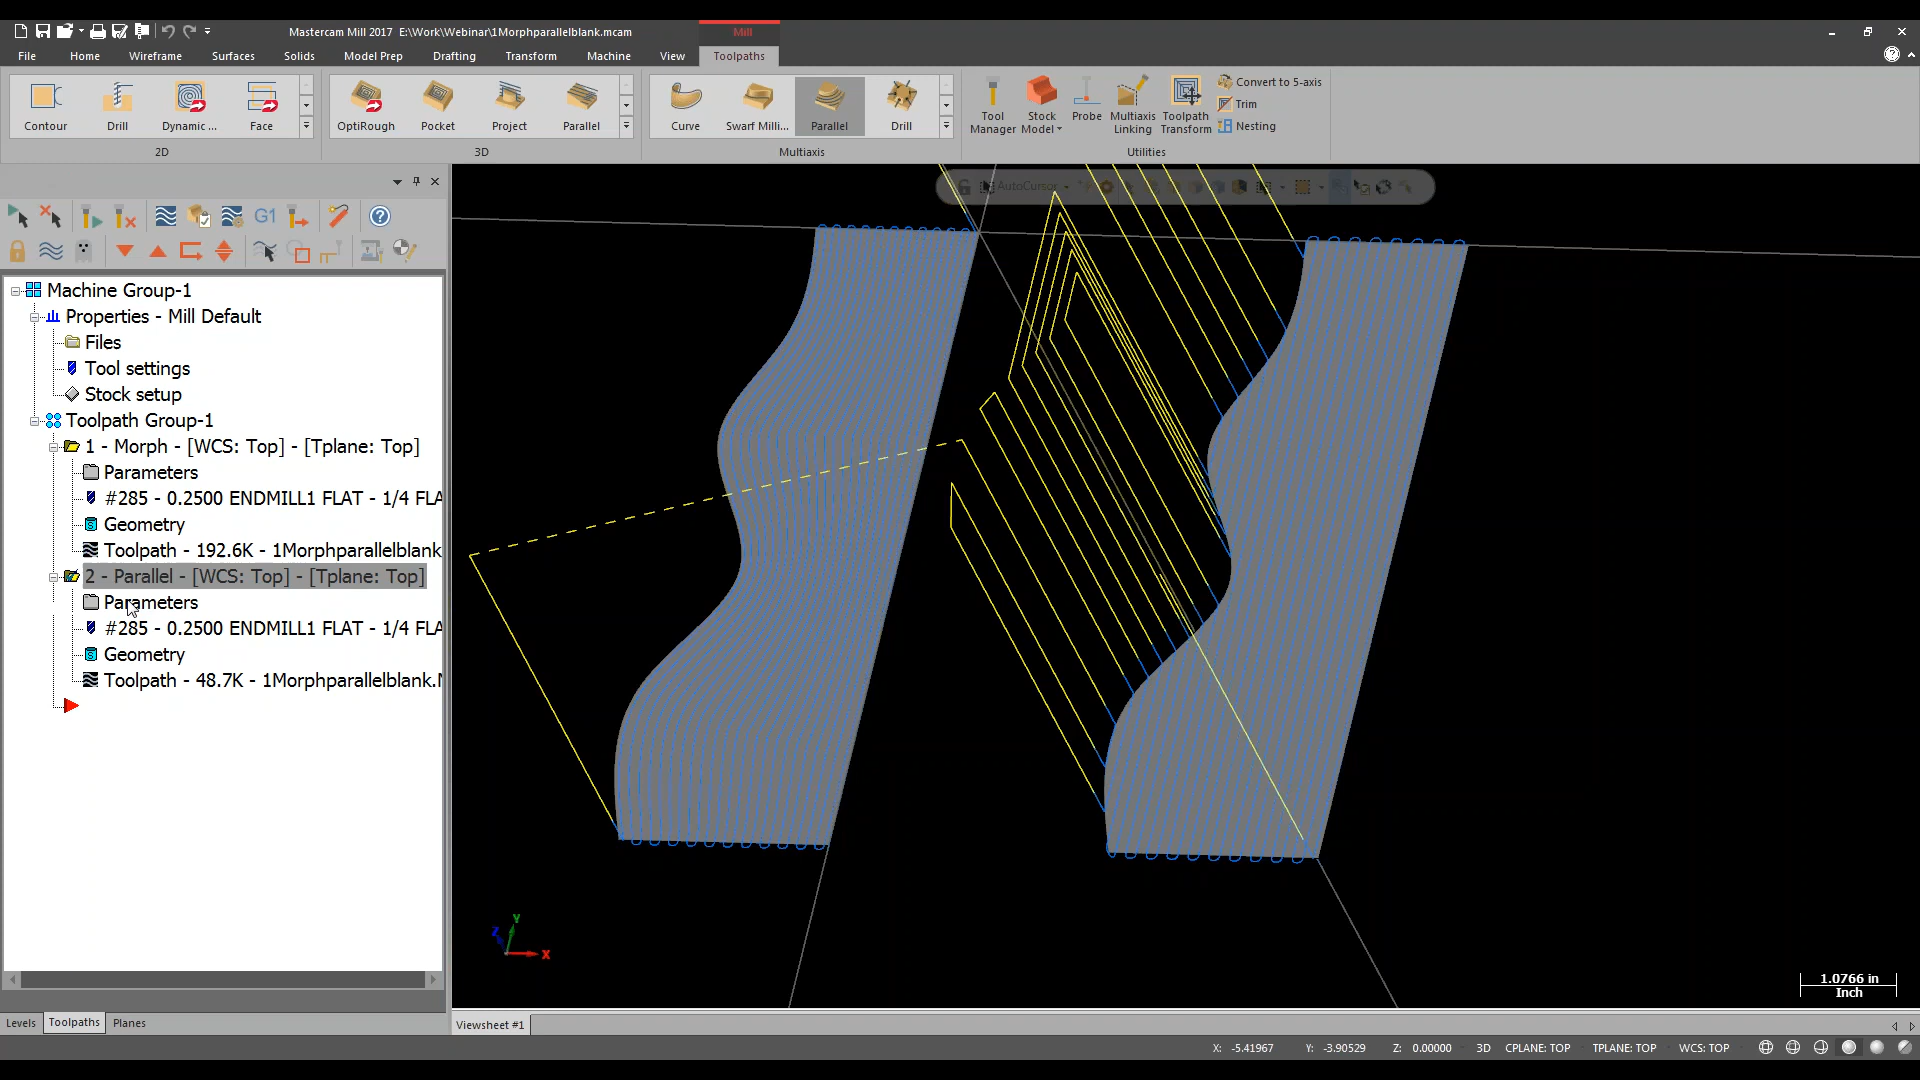 Mastercam Mill 2017  E:\Work\Webinar\1Morphparallelblank.mcam
Mill
File Home Wireframe Surfaces Solids Model Prep Drafting Transform Machine View Toolpaths
Contour Drill Dynamic ... Face
2D
OptiRough Pocket Project Parallel
3D
Curve Swarf Milli... Parallel Drill
Multiaxis
Tool Manager
Stock Model
Probe
Multiaxis Linking
Toolpath Transform
Convert to 5-axis
Trim
Nesting
Utilities
AutoCursor
G1
Machine Group-1
Properties - Mill Default
Files
Tool settings
Stock setup
Toolpath Group-1
1 - Morph - [WCS: Top] - [Tplane: Top]
Parameters
#285 - 0.2500 ENDMILL1 FLAT - 1/4 FLA
Geometry
Toolpath - 192.6K - 1Morphparallelblank
2 - Parallel - [WCS: Top] - [Tplane: Top]
Parameters
#285 - 0.2500 ENDMILL1 FLAT - 1/4 FLA
Geometry
Toolpath - 48.7K - 1Morphparallelblank.N
Y
Z
X
1.0766 in
Inch
Levels Toolpaths Planes
Viewsheet #1
X: -5.41967 Y: -3.90529 Z: 0.00000 3D CPLANE: TOP TPLANE: TOP WCS: TOP